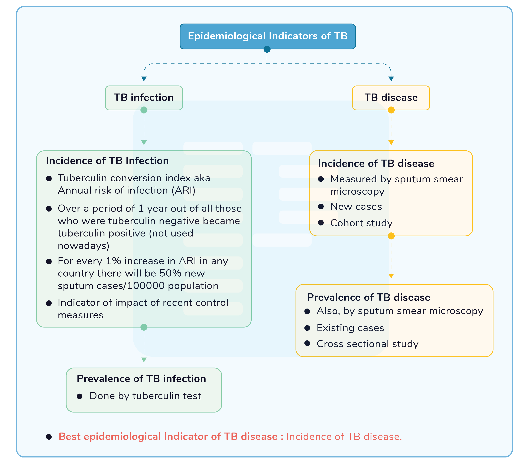 Epidemiological Indicators of TB
TB infection
TB disease
Incidence of TB Infection
Tuberculin conversion index aka
Annual risk of infection (ARI)
Over a period of 1 year out of all those
who were tuberculin negative became
tuberculin positive (not used
nowadays)
For every 1% increase in ARI in any
country there will be 50% new
sputum cases/100000 population
Indicator of impact of recent control
measures
Prevalence of TB infection
Done by tuberculin test
Incidence of TB disease
Measured by sputum smear
microscopy
New cases
Cohort study
Prevalence of TB disease
Also, by sputum smear microscopy
Existing cases
Cross sectional study
Best epidemiological Indicator of TB disease : Incidence of TB disease.